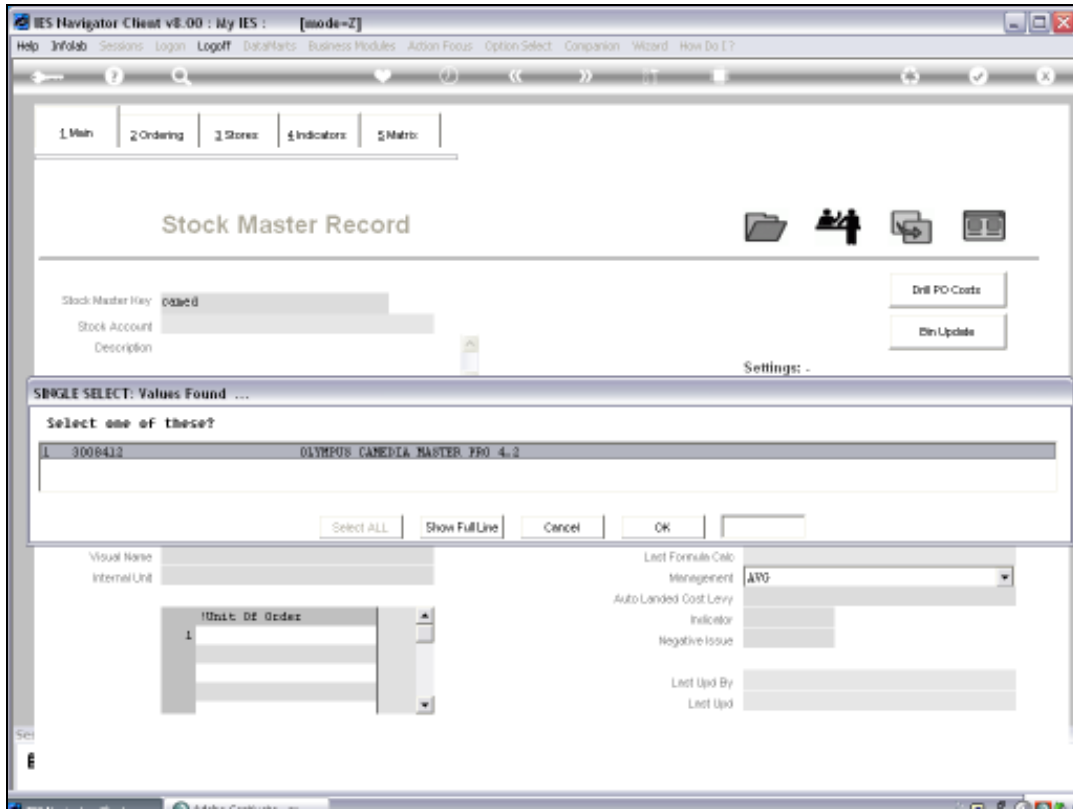 IES Navigator Client v8.00 : My IES : [mode=Z]
Help Infolab Sessions Logon Logoff DataMarts Business Modules Action Focus Option Select Companion Wizard How Do I ?
1 Main 2 Ordering 3 Stores 4 Indicators 5 Matrix
Stock Master Record
Drill PO Costs
Stock Master Key camed
Stock Account
Bin Update
Description
Settings: -
SINGLE SELECT: Values Found ...
Select one of these?
1 3008412 OLYMPUS CAMEDIA MASTER PRO 4.2
Select ALL Show Full Line Cancel OK
Visual Name Last Formula Calc
Internal Unit Management AVG
Auto Landed Cost Levy
!Unit Of Order Indicator
1
Negative Issue
Last Upd By
Last Upd